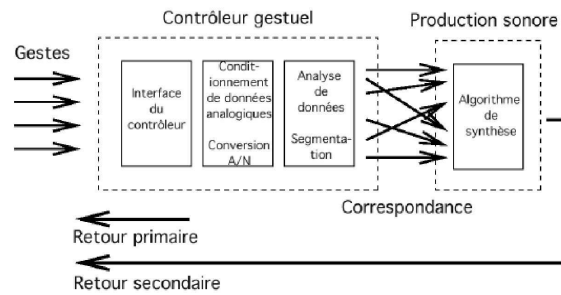 Contrôleur gestuel
Production sonore
Gestes
Interface
du
contrôleur
Condit-
ionnement
de données
analogiques
Conversion
A/N
Analyse
de
données
Segmenta-
tation
Algorithme
de
synthèse
Correspondance
Retour primaire
Retour secondaire